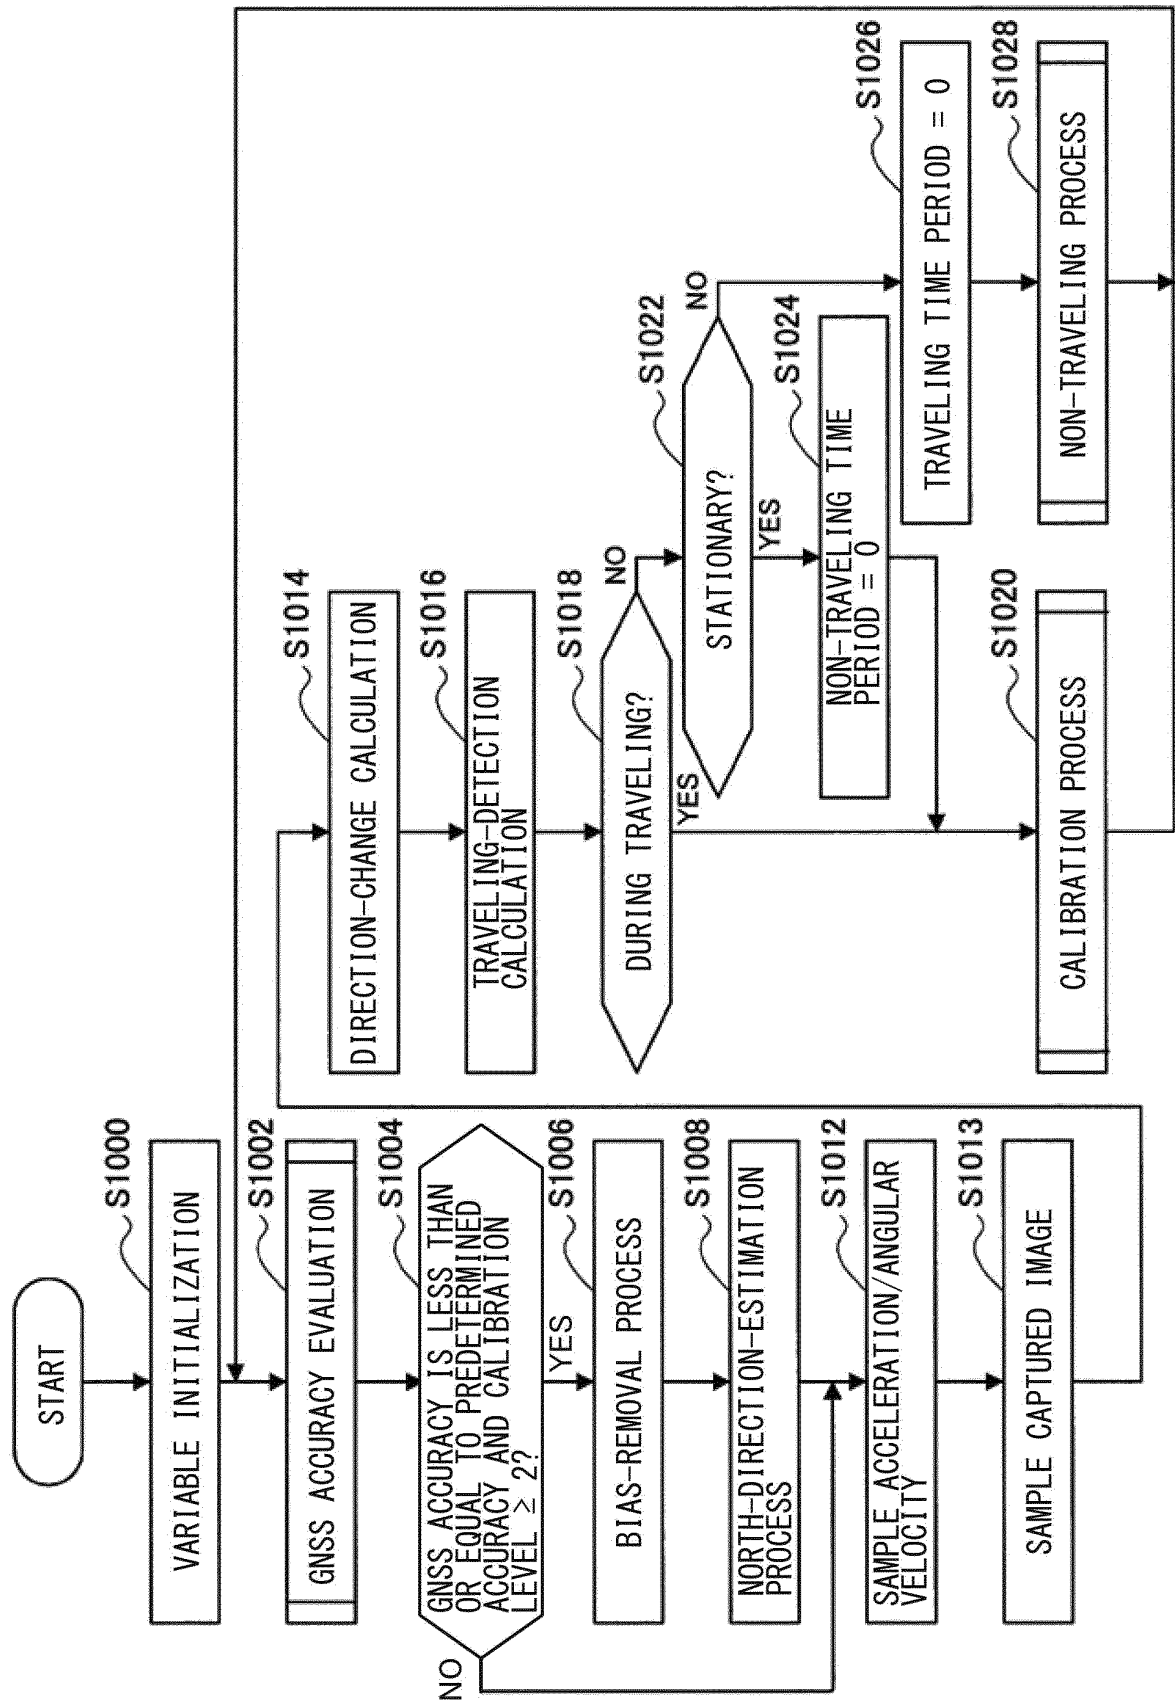 START
S1000
VARIABLE INITIALIZATION
S1002
GNSS ACCURACY EVALUATION
S1004
GNSS ACCURACY IS LESS THAN
OR EQUAL TO PREDETERMINED
ACCURACY AND CALIBRATION
LEVEL ≥ 2?
NO
YES
S1006
BIAS-REMOVAL PROCESS
S1008
NORTH-DIRECTION-ESTIMATION
PROCESS
S1012
SAMPLE ACCELERATION/ANGULAR
VELOCITY
S1013
SAMPLE CAPTURED IMAGE
S1014
DIRECTION-CHANGE CALCULATION
S1016
TRAVELING-DETECTION
CALCULATION
S1018
DURING TRAVELING?
NO
YES
S1022
STATIONARY?
NO
YES
S1024
NON-TRAVELING TIME
PERIOD = 0
S1026
TRAVELING TIME PERIOD = 0
S1020
CALIBRATION PROCESS
S1028
NON-TRAVELING PROCESS